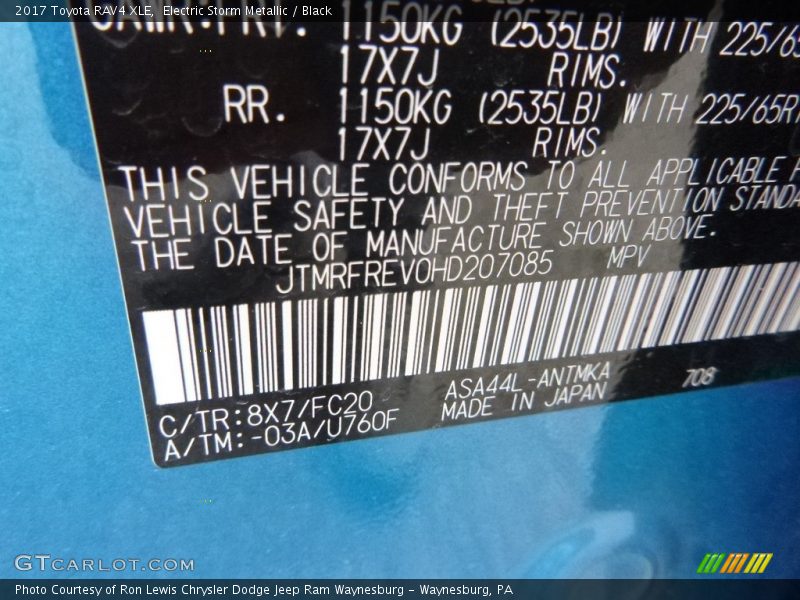 2017 Toyota RAV4 XLE, Electric Storm Metallic / Black
1150KG (2535LB) WITH 225/65
17X7J RIMS.
RR. 1150KG (2535LB) WITH 225/65R
17X7J RIMS.
THIS VEHICLE CONFORMS TO ALL APPLICABLE
VEHICLE SAFETY AND THEFT PREVENTION STANDA
THE DATE OF MANUFACTURE SHOWN ABOVE.
JTMRFREV0HD207085 MPV
C/TR:8X7/FC20 ASA44L-ANTMKA 708
A/TM:-03A/U760F MADE IN JAPAN
GTCARLOT.COM
Photo Courtesy of Ron Lewis Chrysler Dodge Jeep Ram Waynesburg - Waynesburg, PA